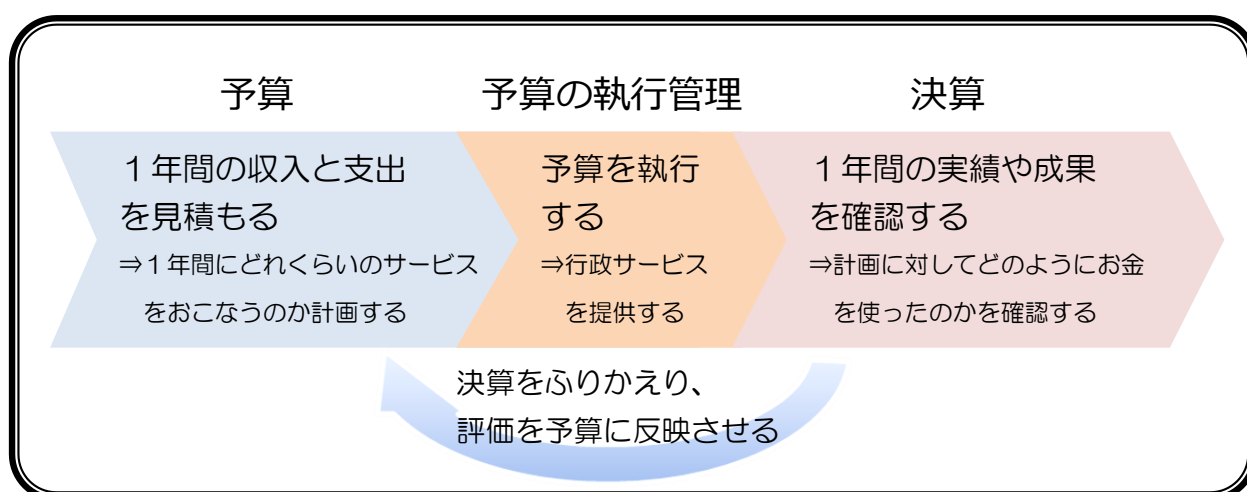 予算
１年間の収入と支出
を見積もる
⇒１年間にどれくらいのサービス
をおこなうのか計画する
予算の執行管理
予算を執行
する
⇒行政サービス
を提供する
決算
１年間の実績や成果
を確認する
⇒計画に対してどのようにお金
を使ったのかを確認する
決算をふりかえり、
評価を予算に反映させる